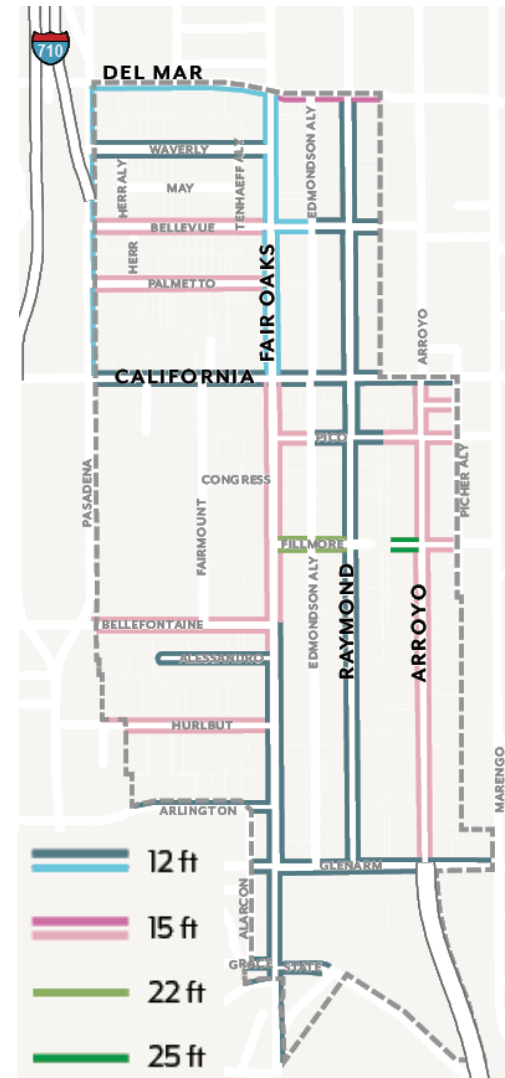 710
DEL MAR
WAVERLY
TENHAEFF ALY
EDMONDSON ALY
HERR ALY
MAY
BELLEVUE
HERR
PALMETTO
FAIR OAKS
ARROYO
CALIFORNIA
PICO
PICHER ALY
CONGRESS
PASADENA
FAIRMOUNT
FILLMORE
EDMONDSON ALY
RAYMOND
ARROYO
BELLEFONTAINE
ALESSANDRO
HURLBUT
MARENGO
ARLINGTON
GLENARM
12 ft
ALARCON
15 ft
GRACE
STATE
22 ft
25 ft